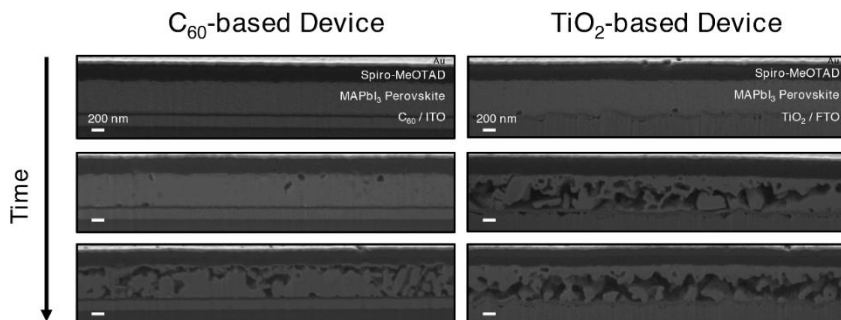 C₆₀-based Device
TiO₂-based Device
Time
Au
Spiro-MeOTAD
MAPbI₃ Perovskite
200 nm
C₆₀ / ITO
Au
Spiro-MeOTAD
MAPbI₃ Perovskite
200 nm
TiO₂ / FTO